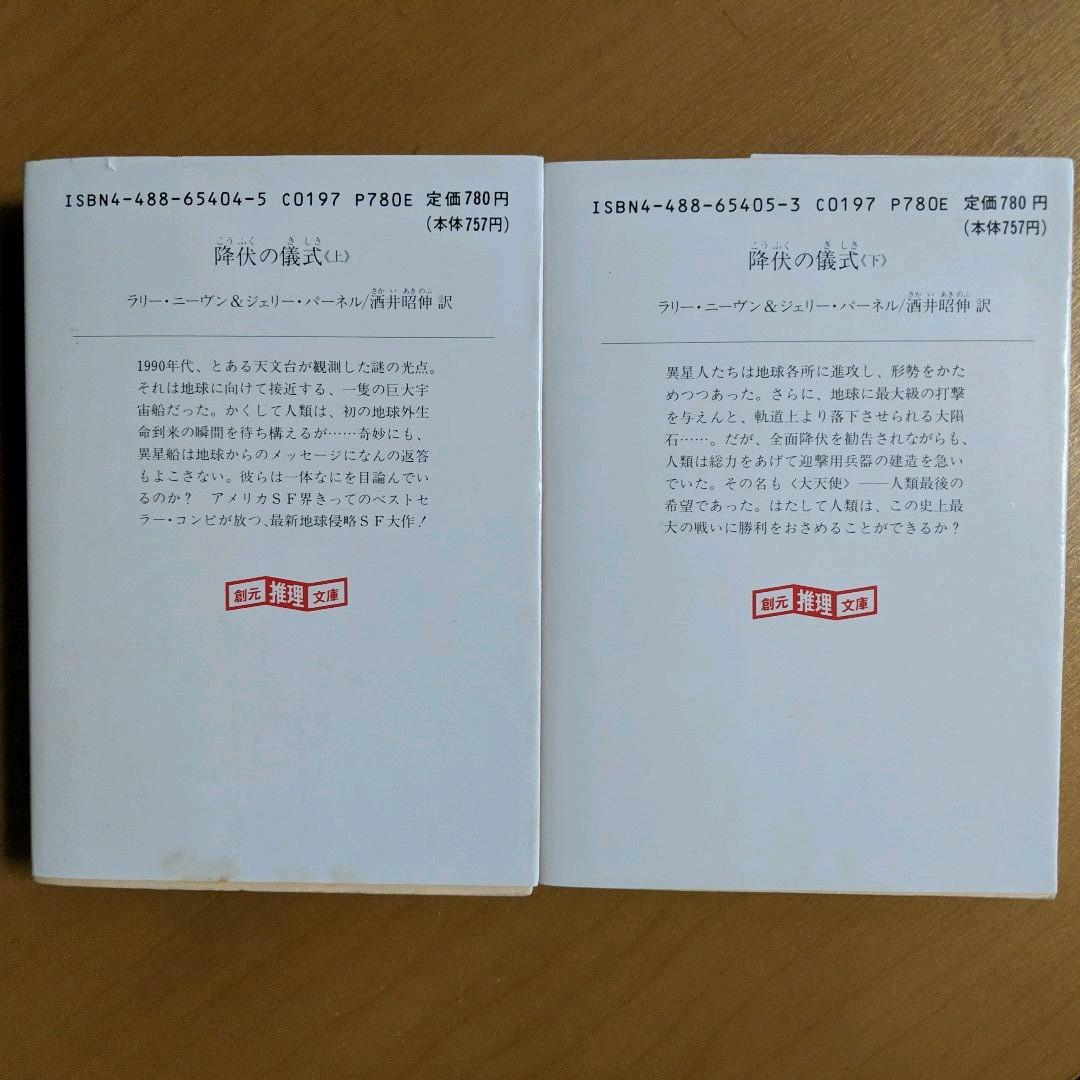 ISBN4-488-65404-5 C0197 P780E 定価780円
(本体757円)
こうふく ぎしき
降伏の儀式《上》
さかい あきのぶ
ラリー・ニーヴン&ジェリー・パーネル/酒井昭伸 訳
1990年代、とある天文台が観測した謎の光点。
それは地球に向けて接近する、一隻の巨大宇
宙船だった。かくして人類は、初の地球外生
命到来の瞬間を待ち構えるが……奇妙にも、
異星船は地球からのメッセージになんの返答
もよこさない。彼らは一体なにを目論んでい
るのか? アメリカSF界きってのベストセ
ラー・コンビが放つ、最新地球侵略SF大作!
創元 推理 文庫
ISBN4-488-65405-3 C0197 P780E 定価780円
(本体757円)
こうふく ぎしき
降伏の儀式《下》
さかい あきのぶ
ラリー・ニーヴン&ジェリー・パーネル/酒井昭伸 訳
異星人たちは地球各所に進攻し、形勢をかた
めつつあった。さらに、地球に最大級の打撃
を与えんと、軌道上より落下させられる大隕
石……。だが、全面降伏を勧告されながらも、
人類は総力をあげて迎撃用兵器の建造を急い
でいた。その名も〈大天使〉――人類最後の
希望であった。はたして人類は、この史上最
大の戦いに勝利をおさめることができるか?
創元 推理 文庫